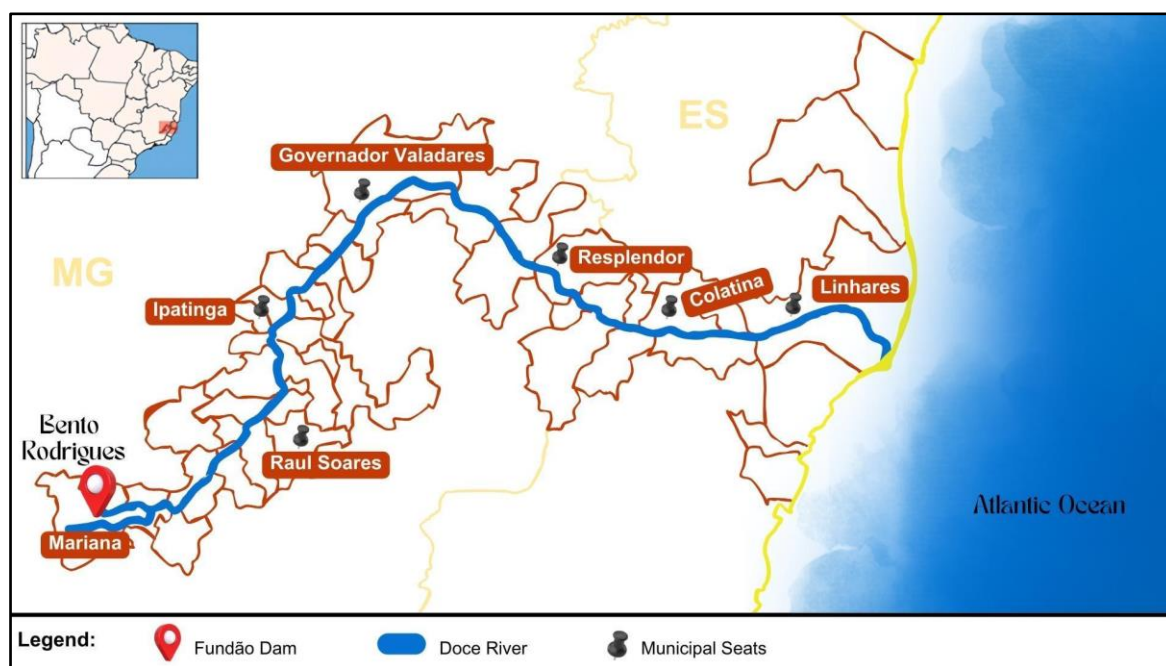 ES
Governador Valadares
MG
Resplendor
Ipatinga
Colatina
Linhares
Bento
Rodrigues
Raul Soares
Mariana
Atlantic Ocean
Legend:
Fundão Dam
Doce River
Municipal Seats